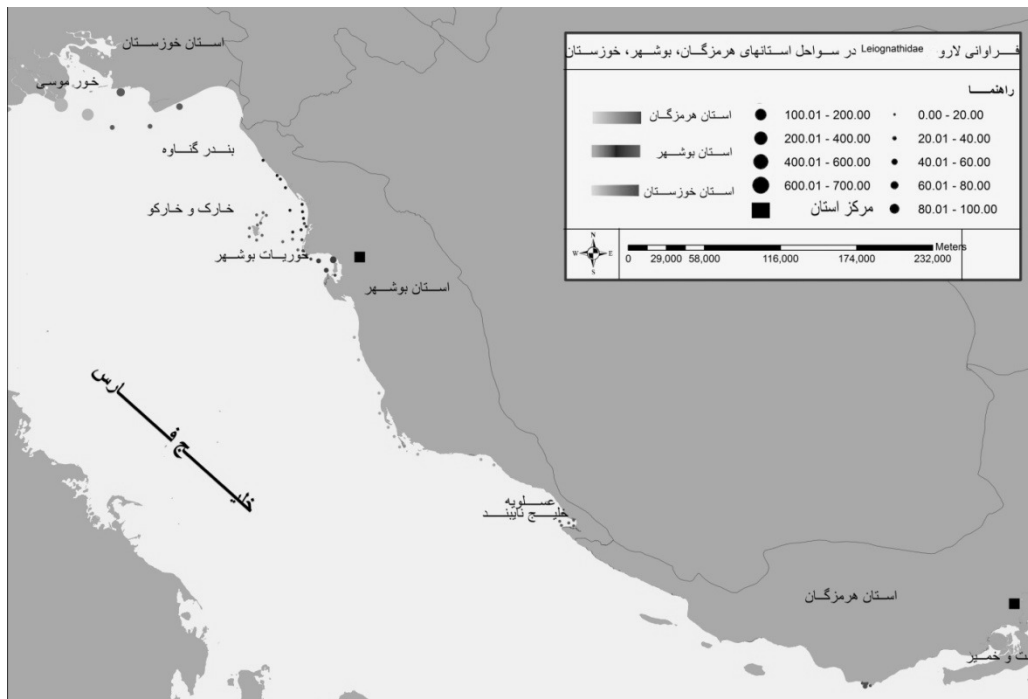 فراوانی لارو Leiognathidae در سواحل استانهای هرمزگان، بوشهر، خوزستان
راهنما
0.00 - 20.00
20.01 - 40.00
40.01 - 60.00
60.01 - 80.00
80.01 - 100.00
100.01 - 200.00
200.01 - 400.00
400.01 - 600.00
600.01 - 700.00
مرکز استان
استان هرمزگان
استان بوشهر
استان خوزستان
N
W E
S
Meters
0 29,000 58,000 116,000 174,000 232,000
استان خوزستان
خور موسی
بندر گناوه
خارک و خارکو
خوریات بوشهر
استان بوشهر
خلیج فارس
عسلویه
خلیج نایبند
استان هرمزگان
و خمیر